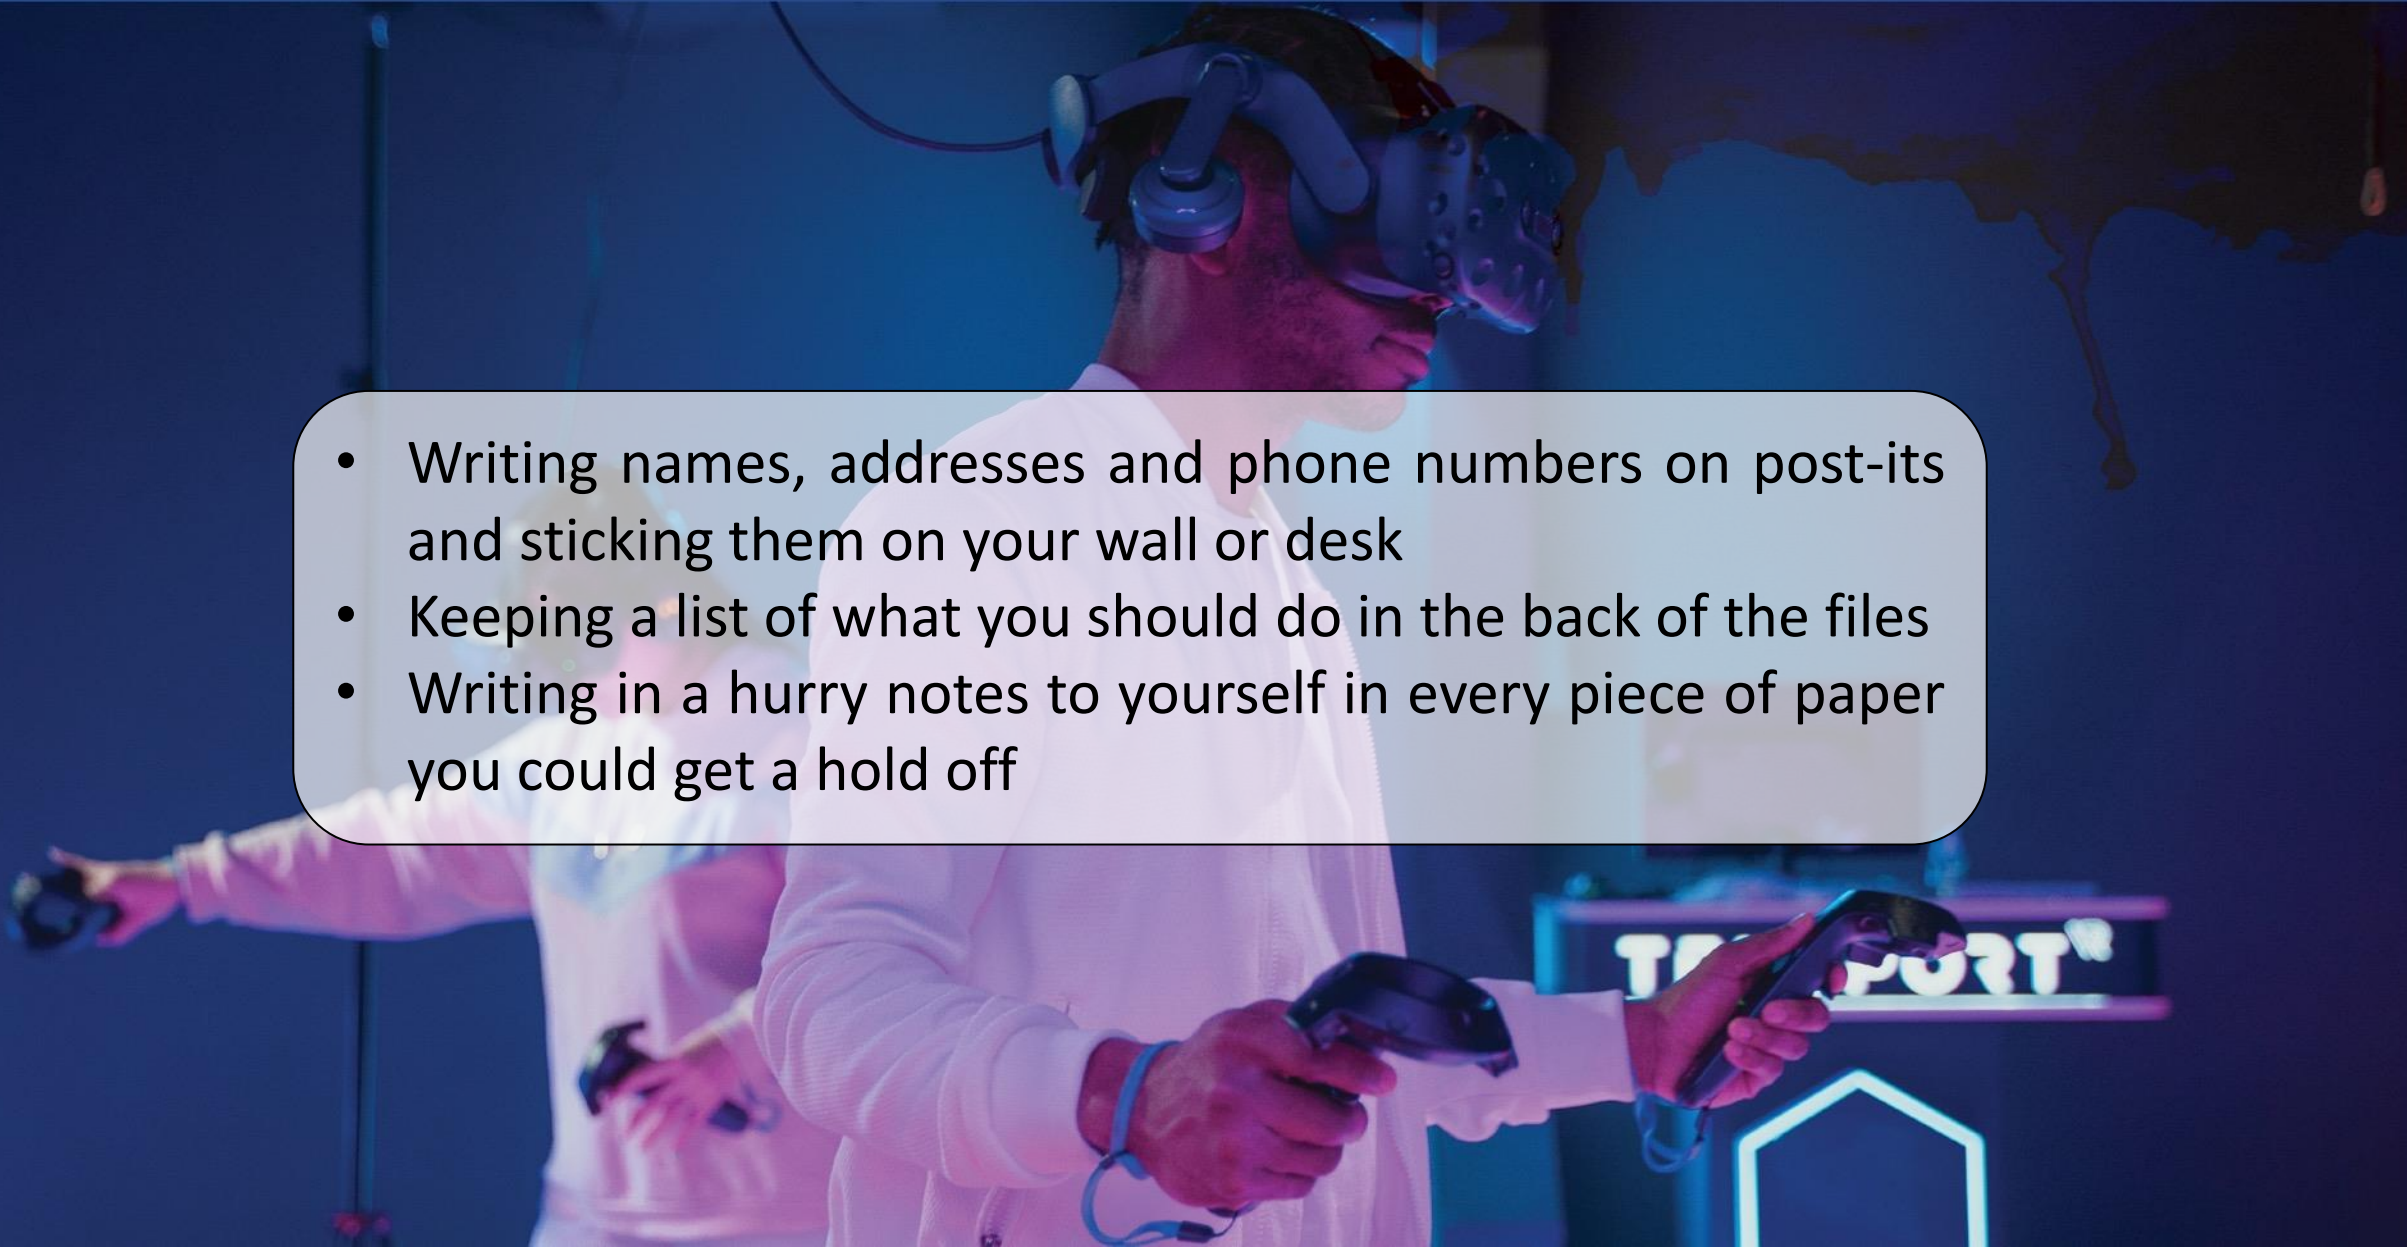 • Writing names, addresses and phone numbers on post-its
and sticking them on your wall or desk
• Keeping a list of what you should do in the back of the files
• Writing in a hurry notes to yourself in every piece of paper
you could get a hold off